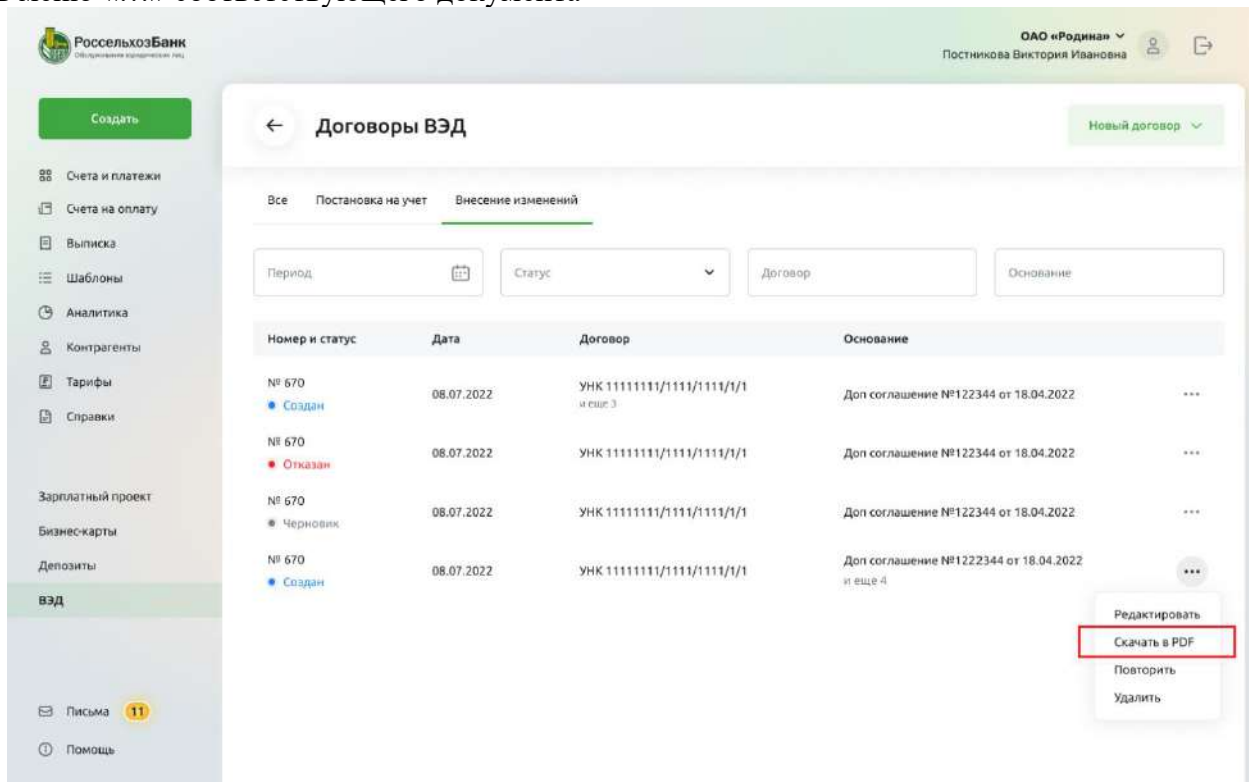 в меню «…» соответствующего документа
РоссельхозБанк
Обслуживание юридических лиц
ОАО «Родина»
Постникова Виктория Ивановна
Создать
Счета и платежи
Счета на оплату
Выписка
Шаблоны
Аналитика
Контрагенты
Тарифы
Справки
Зарплатный проект
Бизнес-карты
Депозиты
ВЭД
Письма 11
Помощь
Договоры ВЭД
Новый договор
Все Постановка на учет Внесение изменений
Период Статус Договор Основание
Номер и статус Дата Договор Основание
№ 670
Создан
08.07.2022
УНК 11111111/1111/1111/1/1
и еще 3
Доп соглашение №122344 от 18.04.2022
№ 670
Отказан
08.07.2022
УНК 11111111/1111/1111/1/1
Доп соглашение №122344 от 18.04.2022
№ 670
Черновик
08.07.2022
УНК 11111111/1111/1111/1/1
Доп соглашение №122344 от 18.04.2022
№ 670
Создан
08.07.2022
УНК 11111111/1111/1111/1/1
Доп соглашение №1222344 от 18.04.2022
и еще 4
Редактировать
Скачать в PDF
Повторить
Удалить